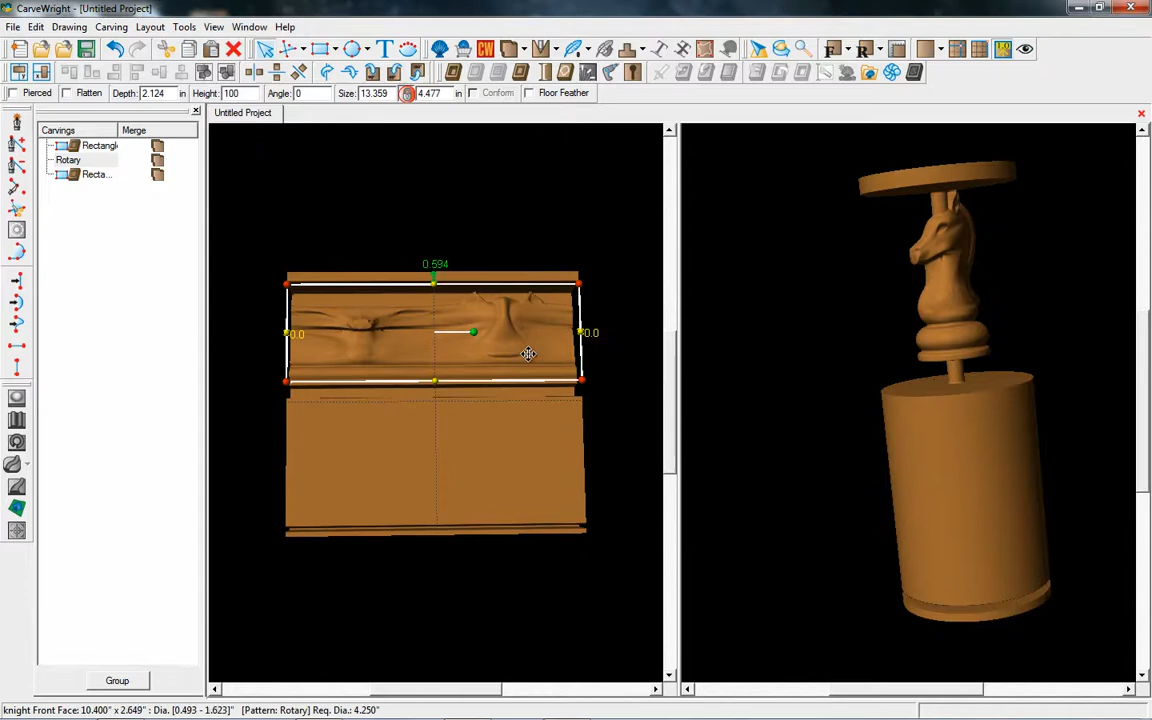 CarveWright - [Untitled Project]
File Edit Drawing Carving Layout Tools Window Help
Pierced Flatten Depth: 2.124 in Height: 100 Angle: 0 Size: 13.359 4.477 in Conform Floor Feather
Untitled Project
Carvings Merge
Rectangl
Rotary
Recta...
0.594
0.0 0.0
Group
knight Front Face: 10.400" x 2.649" : Dia. [0.493 - 1.623]" [Pattern: Rotary] Req. Dia.: 4.250"